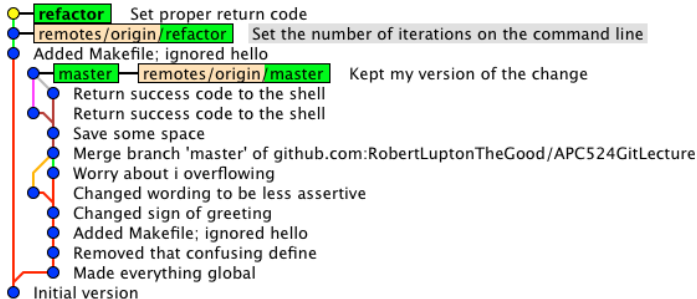 refactor Set proper return code
remotes/origin/refactor Set the number of iterations on the command line
Added Makefile; ignored hello
master remotes/origin/master Kept my version of the change
Return success code to the shell
Return success code to the shell
Save some space
Merge branch 'master' of github.com:RobertLuptonTheGood/APC524GitLecture
Worry about i overflowing
Changed wording to be less assertive
Changed sign of greeting
Added Makefile; ignored hello
Removed that confusing define
Made everything global
Initial version